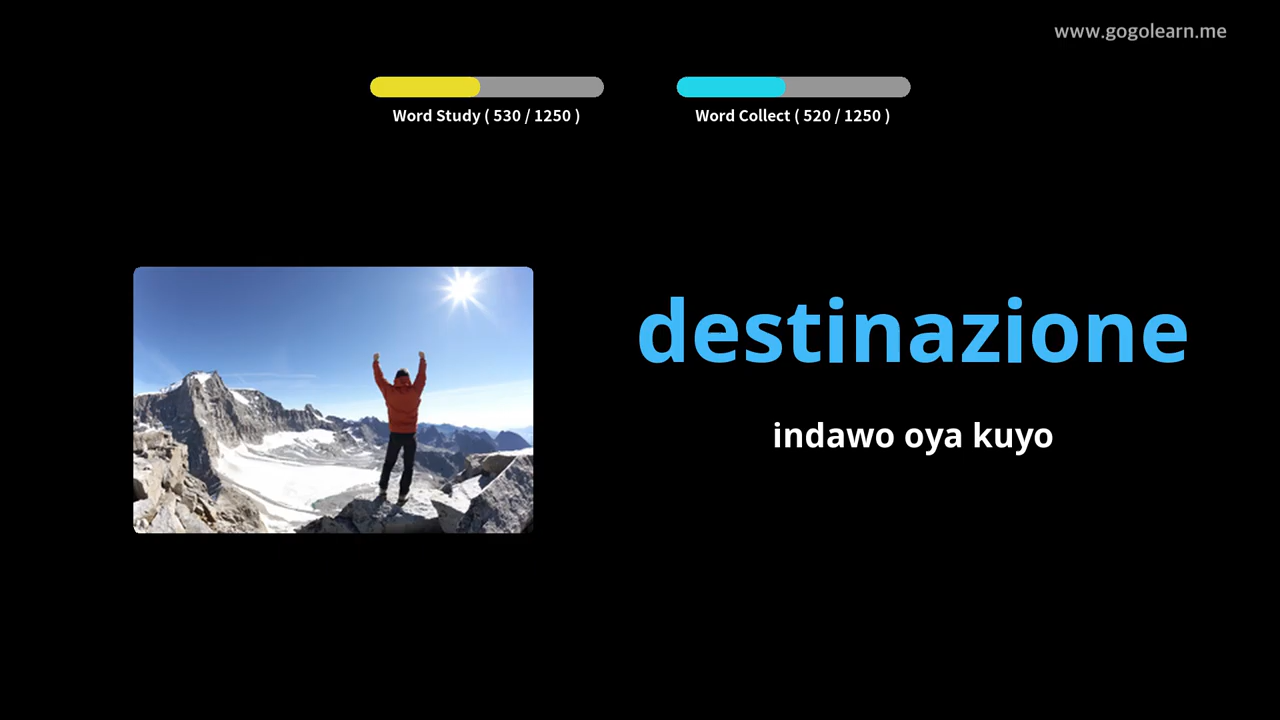 www.gogolearn.me
Word Study ( 530 / 1250 )
Word Collect ( 520 / 1250 )
destinazione
indawo oya kuyo